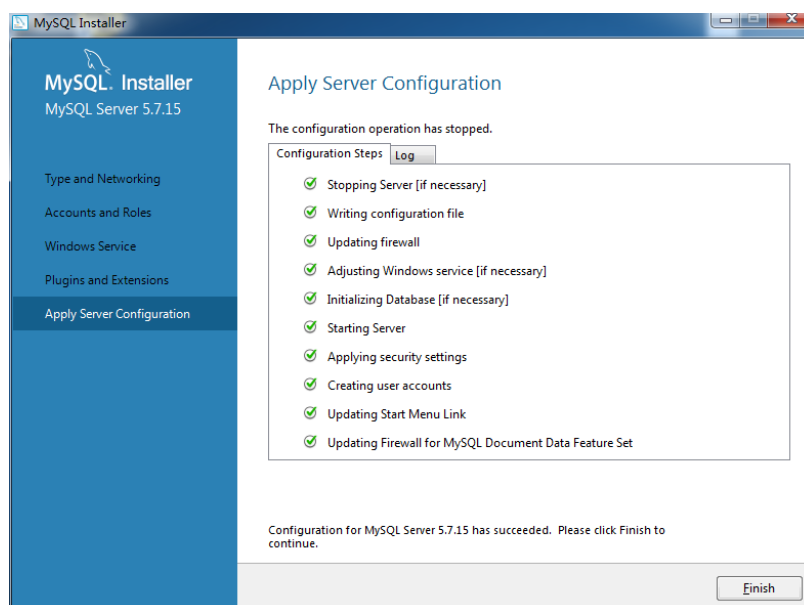 MySQL Installer
MySQL. Installer
MySQL Server 5.7.15
Type and Networking
Accounts and Roles
Windows Service
Plugins and Extensions
Apply Server Configuration
Apply Server Configuration
The configuration operation has stopped.
Configuration Steps Log
Stopping Server [if necessary]
Writing configuration file
Updating firewall
Adjusting Windows service [if necessary]
Initializing Database [if necessary]
Starting Server
Applying security settings
Creating user accounts
Updating Start Menu Link
Updating Firewall for MySQL Document Data Feature Set
Configuration for MySQL Server 5.7.15 has succeeded. Please click Finish to
continue.
Finish